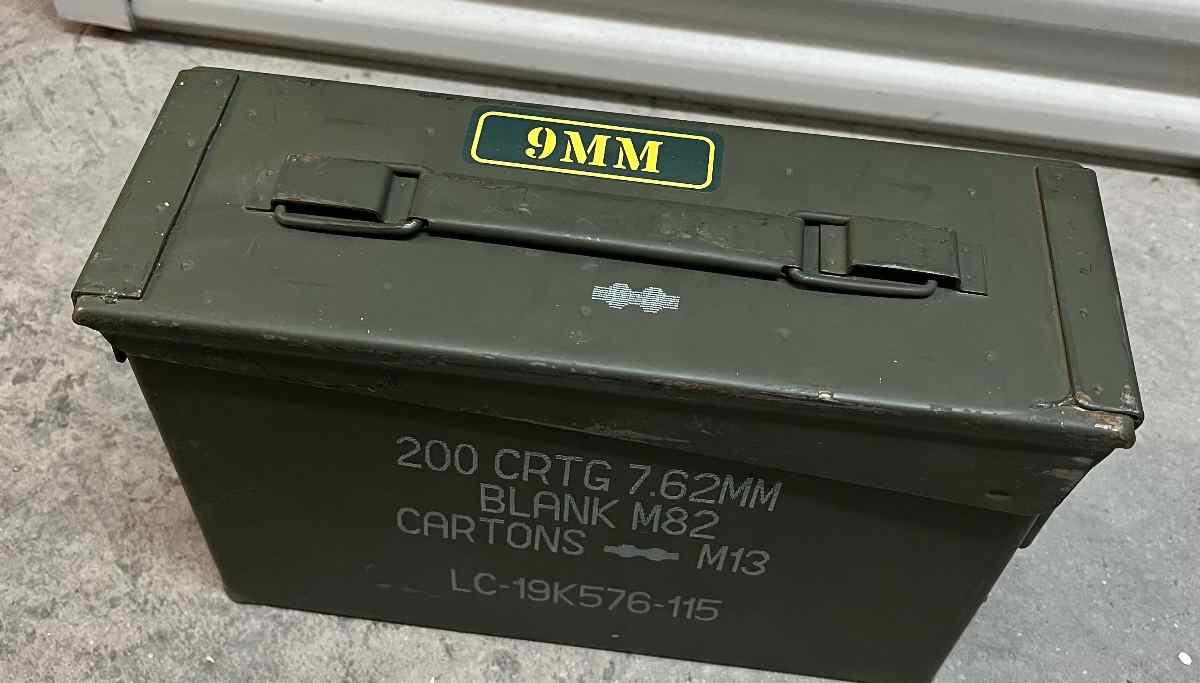 9MM
200 CRTG 7.62MM
BLANK M82
CARTONS M13
LC-19K576-115